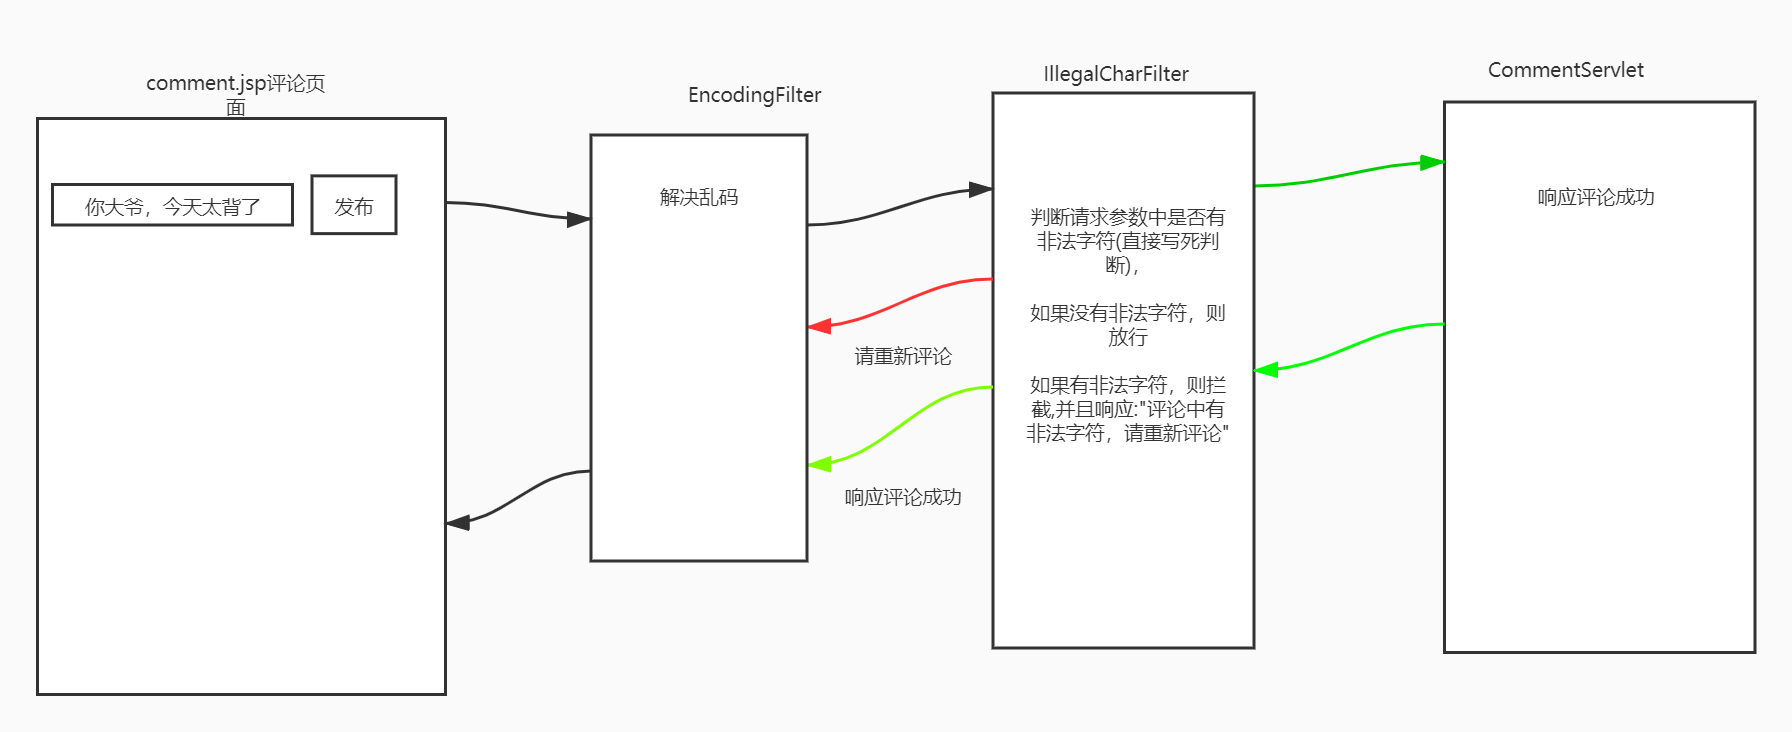 comment.jsp评论页
面
你大爷，今天太背了
发布
EncodingFilter
解决乱码
IllegalCharFilter
判断请求参数中是否有
非法字符(直接写死判
断)，
如果没有非法字符，则
放行
如果有非法字符，则拦
截,并且响应:"评论中有
非法字符，请重新评论"
请重新评论
响应评论成功
CommentServlet
响应评论成功